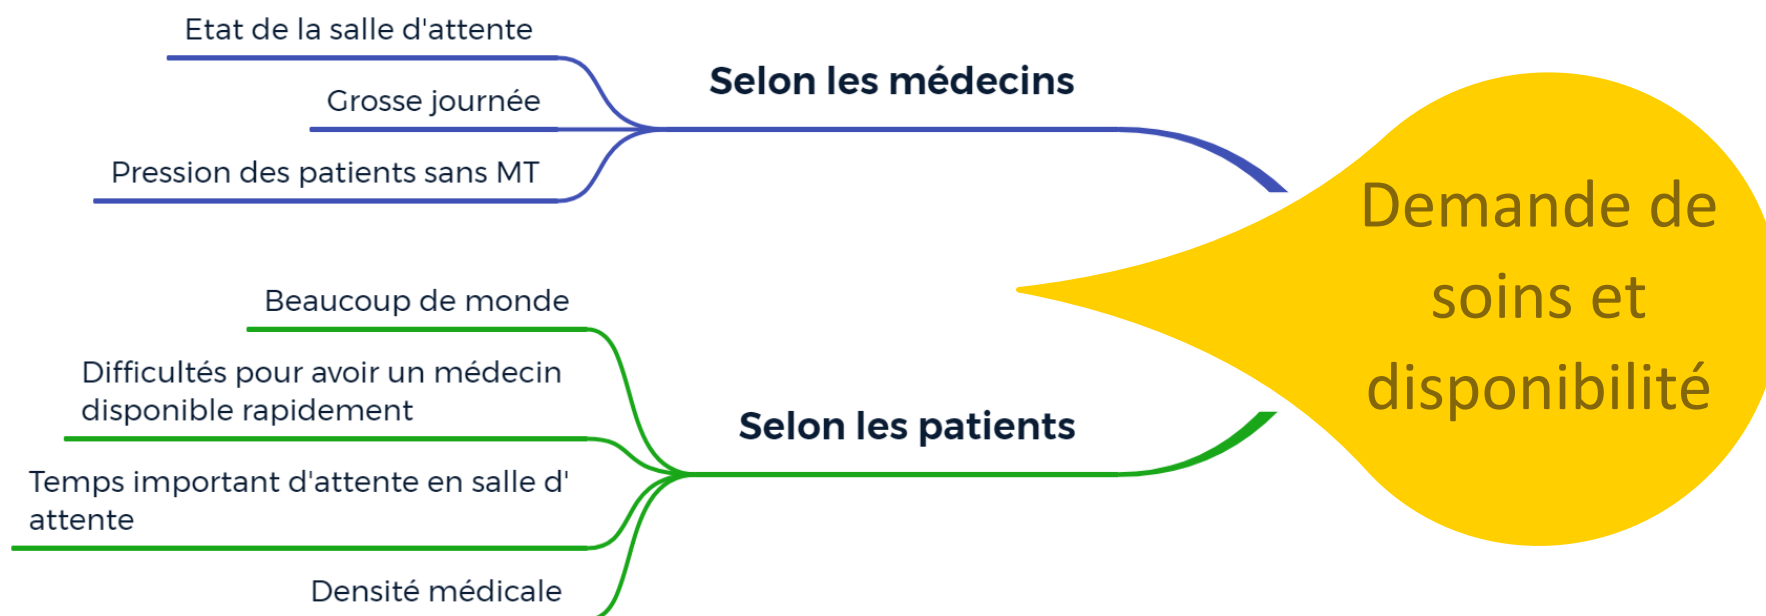 Etat de la salle d'attente
Grosse journée
Pression des patients sans MT
Selon les médecins
Beaucoup de monde
Difficultés pour avoir un médecin
disponible rapidement
Temps important d'attente en salle d'
attente
Densité médicale
Selon les patients
Demande de
soins et
disponibilité